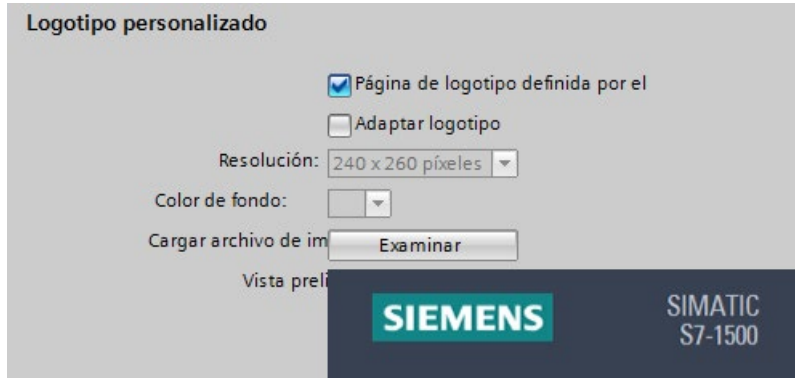 Logotipo personalizado
Página de logotipo definida por el
Adaptar logotipo
Resolución: 240 x 260 píxeles
Color de fondo:
Cargar archivo de im Examinar
Vista preli
SIEMENS
SIMATIC
S7-1500